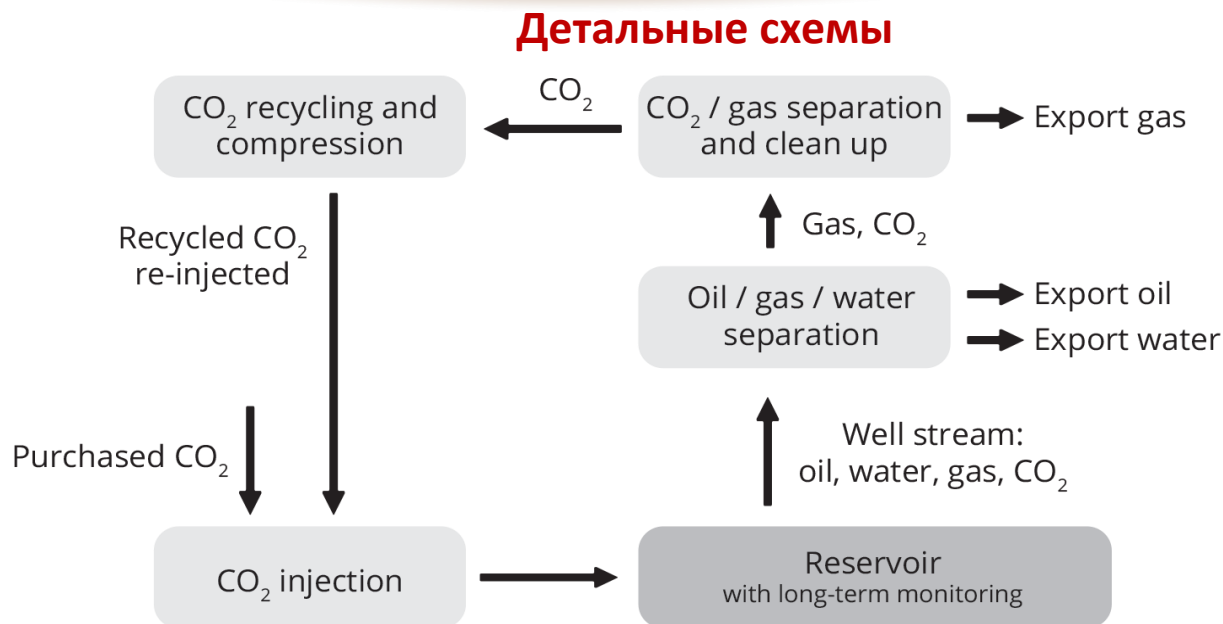 Детальные схемы
CO₂ recycling and
compression
CO₂
CO₂ / gas separation
and clean up
Export gas
Recycled CO₂
re-injected
Gas, CO₂
Oil / gas / water
separation
Export oil
Export water
Purchased CO₂
Well stream:
oil, water, gas, CO₂
CO₂ injection
Reservoir
with long-term monitoring